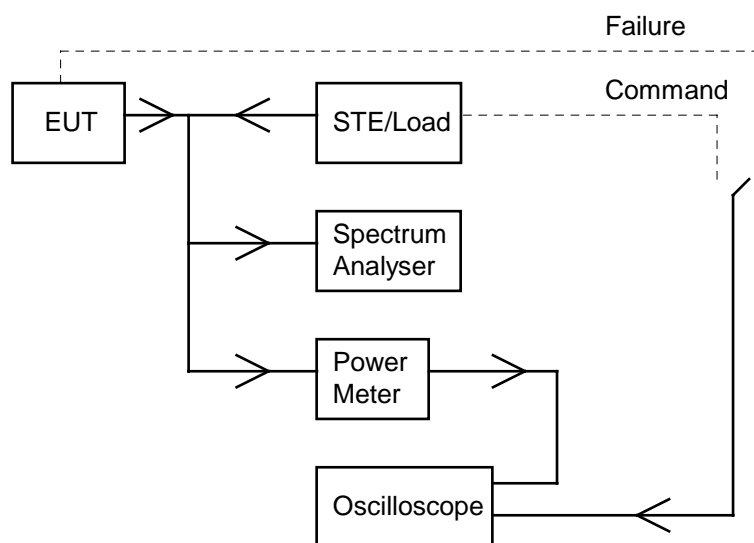 Failure
EUT
STE/Load
Command
Spectrum
Analyser
Power
Meter
Oscilloscope